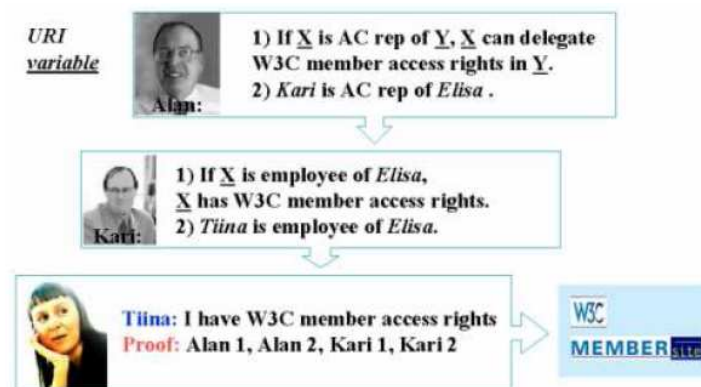 URI
variable
1) If X is AC rep of Y, X can delegate
W3C member access rights in Y.
2) Kari is AC rep of Elisa .
Alan:
1) If X is employee of Elisa,
X has W3C member access rights.
2) Tiina is employee of Elisa.
Kari:
Tiina: I have W3C member access rights
Proof: Alan 1, Alan 2, Kari 1, Kari 2
W3C
MEMBER site